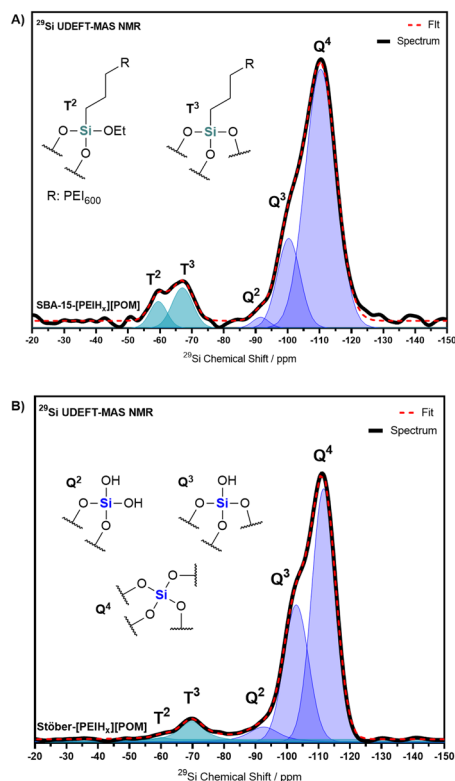 A)
²⁹Si UDEFT-MAS NMR
Fit
Spectrum
Q⁴
R
R
T²
T³
O
Si
OEt
O
O
Si
O
O
R: PEI₆₀₀
Q³
T²
T³
Q²
SBA-15-[PEIHₓ][POM]
-20 -30 -40 -50 -60 -70 -80 -90 -100 -110 -120 -130 -140 -150
²⁹Si Chemical Shift / ppm
B)
²⁹Si UDEFT-MAS NMR
Fit
Spectrum
Q⁴
Q²
OH
O
Si
OH
O
Q³
OH
O
Si
O
O
Q⁴
O
O
Si
O
O
Q³
T²
T³
Q²
Stöber-[PEIHₓ][POM]
-20 -30 -40 -50 -60 -70 -80 -90 -100 -110 -120 -130 -140 -150
²⁹Si Chemical Shift / ppm